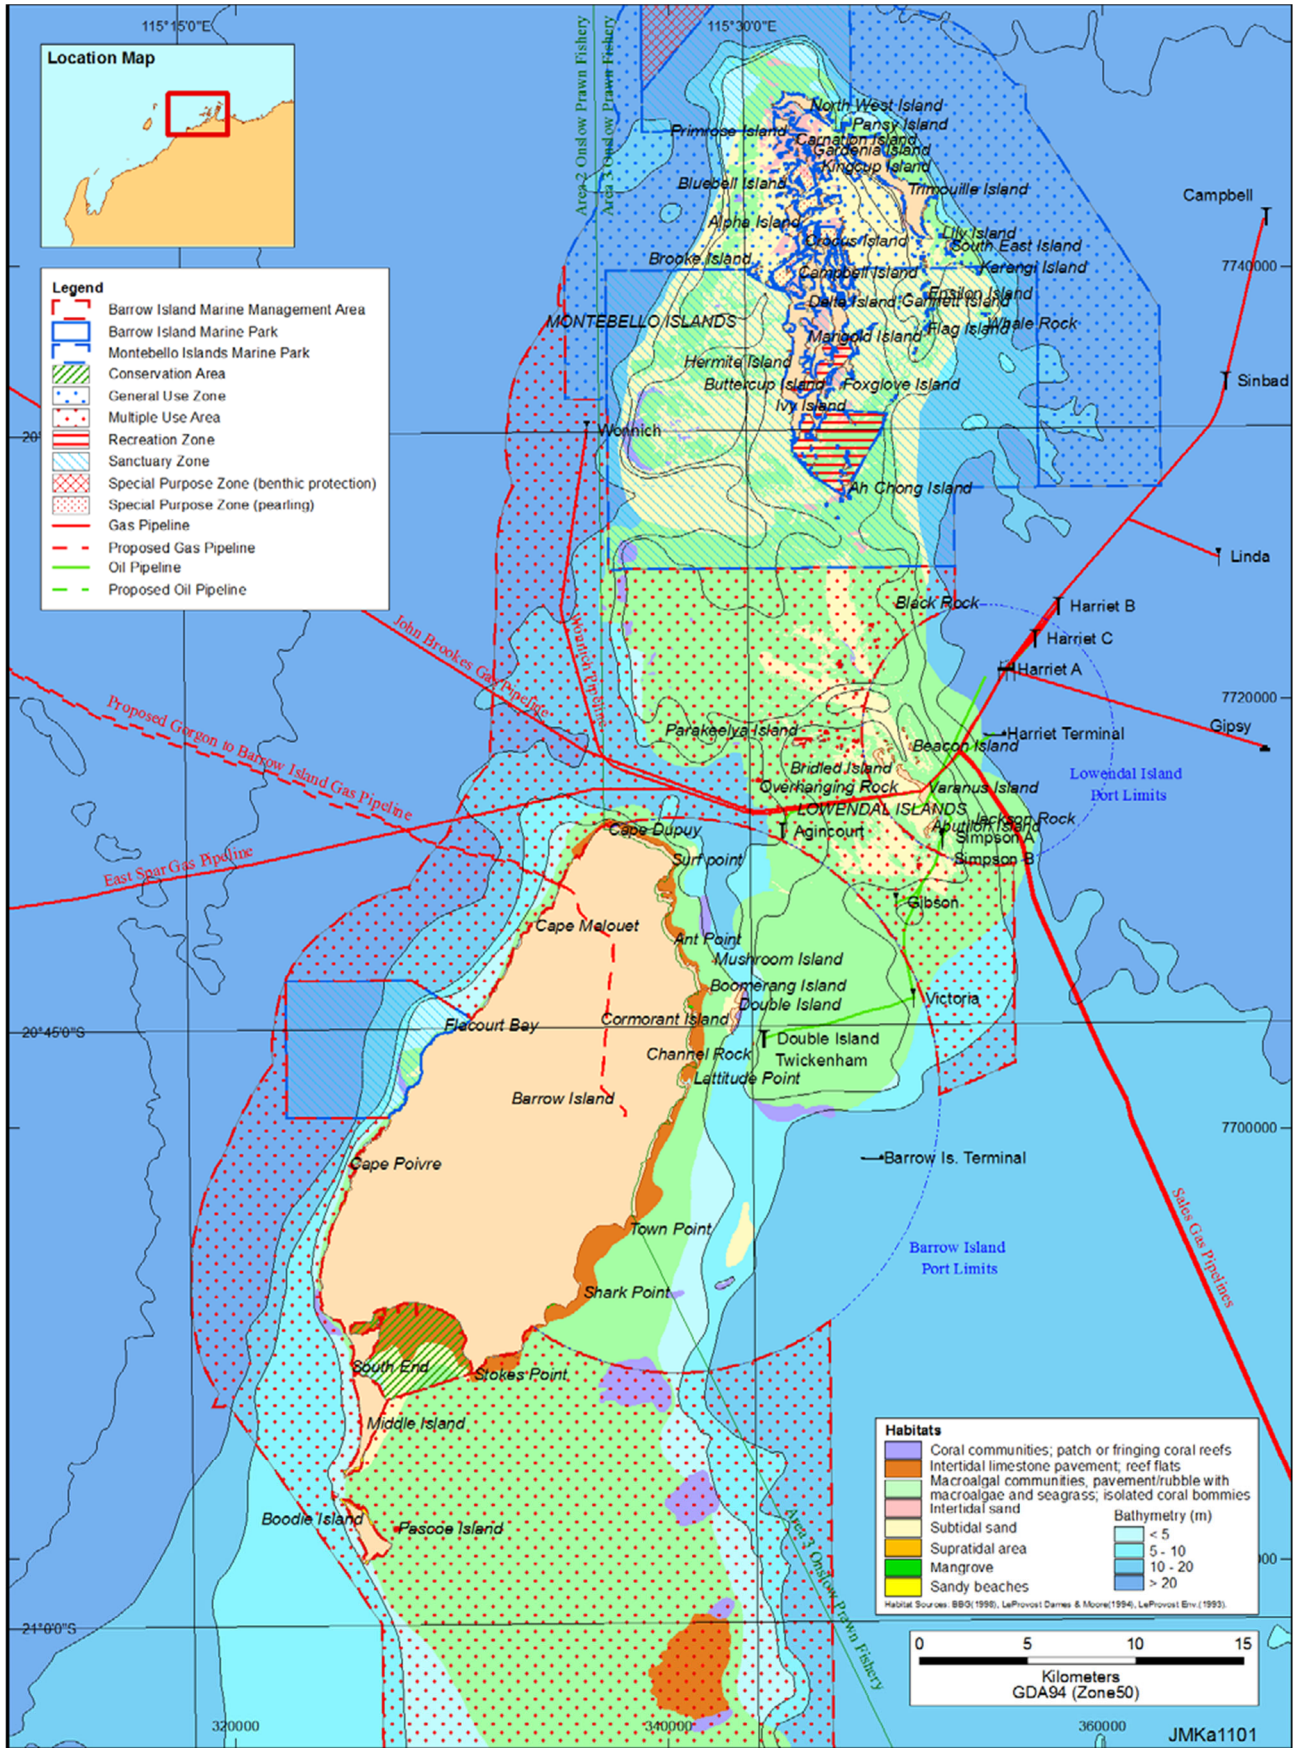 115°15'0"E
115°30'0"E
Location Map
Area 2 Onslow Prawn Fishery
Area 3 Onslow Prawn Fishery
North West Island
Pansy Island
Primrose Island
Carnation Island
Gardenia Island
Kingcup Island
Bluebell Island
Trimouille Island
Campbell
Alpha Island
Lily Island
Crocus Island
South East Island
Brooke Island
Karangi Island
7740000
Campbell Island
Epsilon Island
Delta Island
Gannett Island
MONTEBELLO ISLANDS
Flag Island
Whale Rock
Marigold Island
Hermite Island
Buttercup Island
Foxglove Island
Sinbad
Ivy Island
Legend
Barrow Island Marine Management Area
Barrow Island Marine Park
Montebello Islands Marine Park
Conservation Area
General Use Zone
Multiple Use Area
Recreation Zone
Sanctuary Zone
Special Purpose Zone (benthic protection)
Special Purpose Zone (pearling)
Gas Pipeline
Proposed Gas Pipeline
Oil Pipeline
Proposed Oil Pipeline
20°
Wonnich
Ah Chong Island
Linda
Black Rock
Harriet B
Harriet C
Harriet A
John Brookes Gas Pipeline
Wonnich Pipeline
Proposed Gorgon to Barrow Island Gas Pipeline
7720000
Gipsy
Parakeelya Island
Harriet Terminal
Beacon Island
Bridled Island
Lowendal Island
Port Limits
Overhanging Rock
Varanus Island
LOWENDAL ISLANDS
Jackson Rock
Abutilon Island
Agincourt
Simpson A
Simpson B
East Spar Gas Pipeline
Cape Dupuy
Surf point
Gibson
Cape Malouet
Ant Point
Mushroom Island
Boomerang Island
Double Island
Victoria
Flacourt Bay
Cormorant Island
20°45'0"S
Double Island
Twickenham
Channel Rock
Lattitude Point
Barrow Island
7700000
Cape Poivre
Barrow Is. Terminal
Town Point
Barrow Island
Port Limits
Sales Gas Pipelines
Shark Point
South End
Stokes Point
Middle Island
Boodie Island
Pascoe Island
Area 3 Onslow Prawn Fishery
Habitats
Coral communities; patch or fringing coral reefs
Intertidal limestone pavement; reef flats
Macroalgal communities, pavement/rubble with
macroalgae and seagrass; isolated coral bommies
Intertidal sand
Subtidal sand
Supratidal area
Mangrove
Sandy beaches
Bathymetry (m)
< 5
5 - 10
10 - 20
> 20
Habitat Sources: BBG(1998), LeProvost Dames & Moore(1994), LeProvost Env.(1993).
000
21°0'0"S
0 5 10 15
Kilometers
GDA94 (Zone50)
320000
340000
360000
JMKa1101